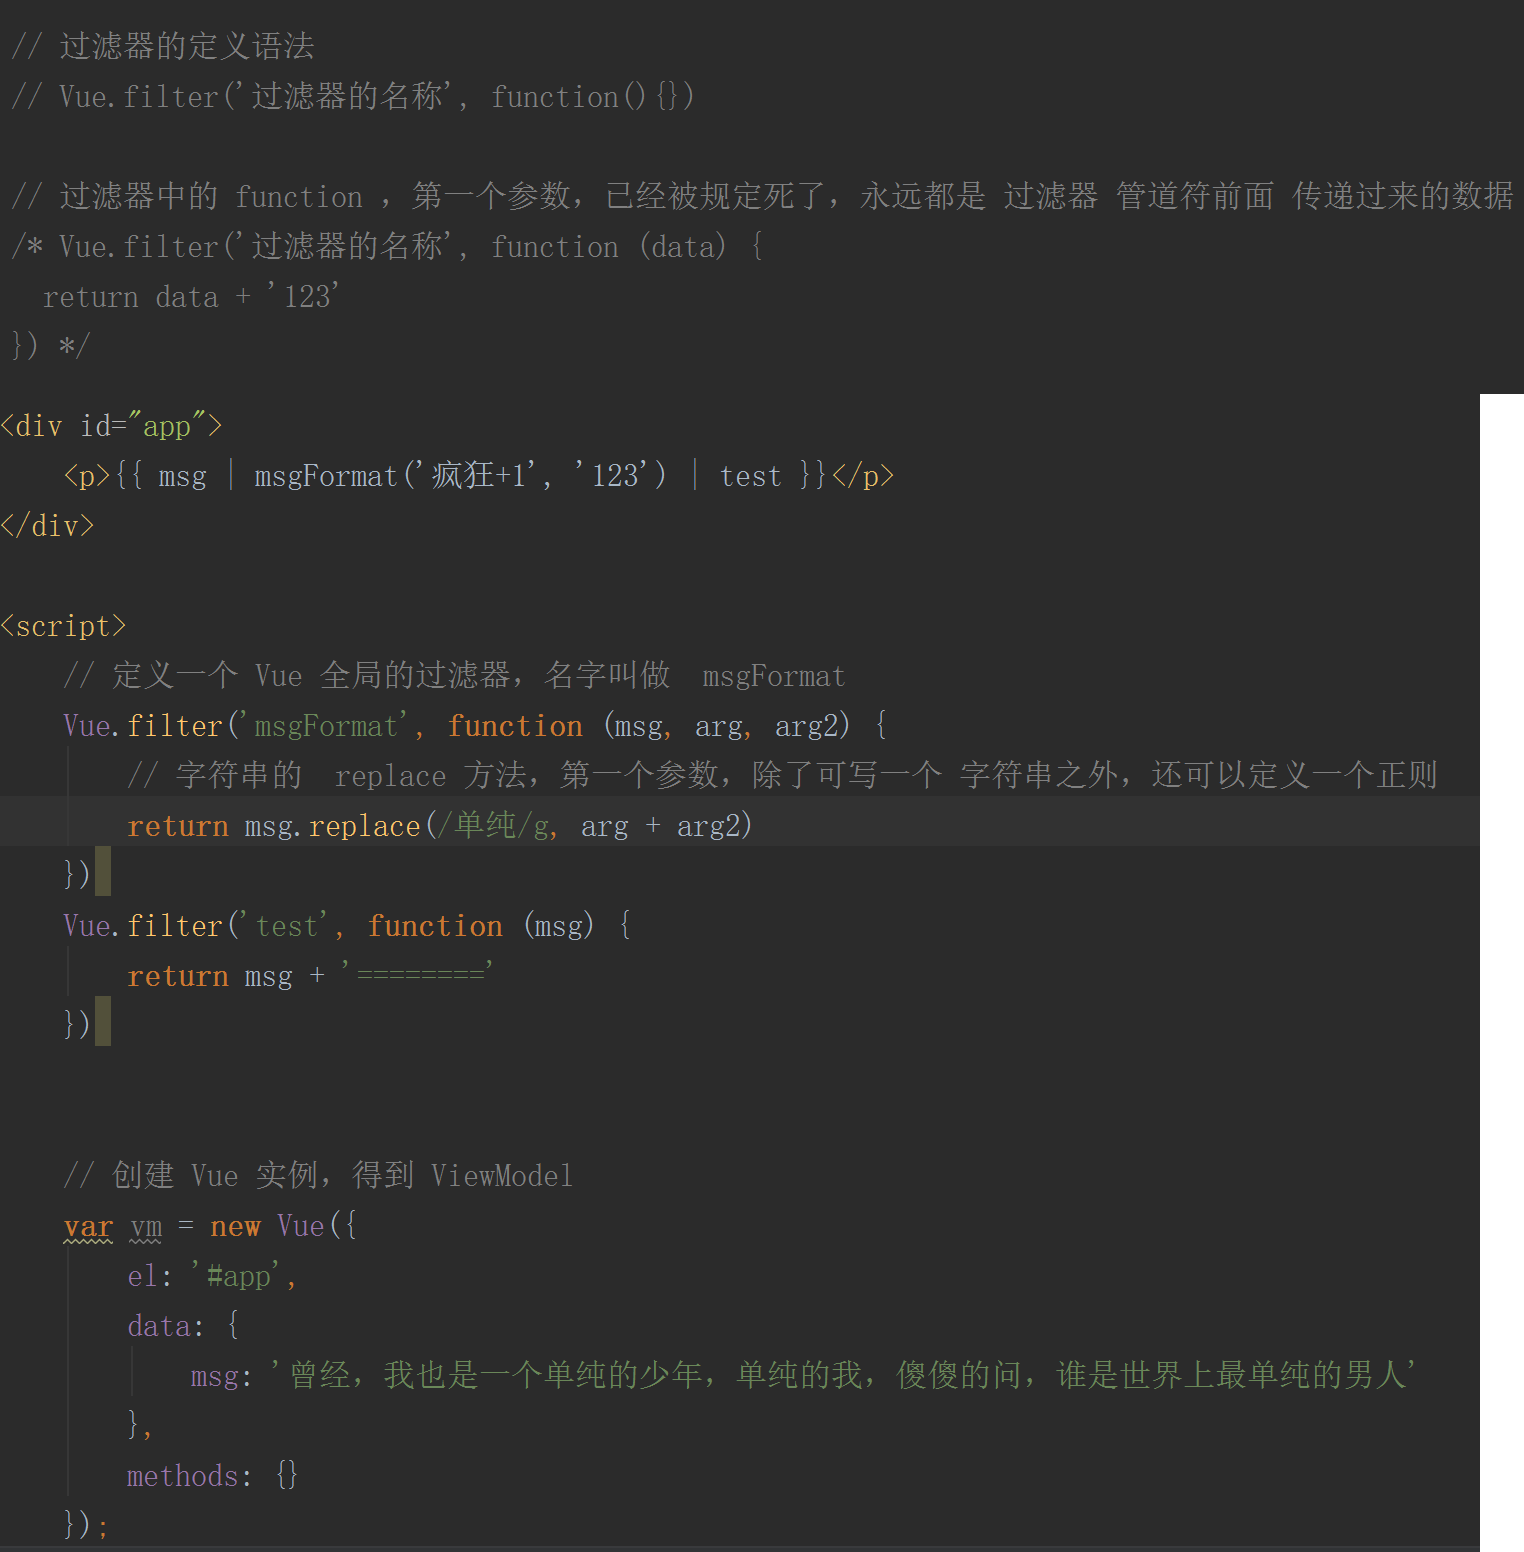 // 过滤器的定义语法
// Vue.filter('过滤器的名称', function(){})
// 过滤器中的 function ，第一个参数，已经被规定死了，永远都是 过滤器 管道符前面 传递过来的数据
/* Vue.filter('过滤器的名称', function (data) {
  return data + '123'
}) */
<div id="app">
    <p>{{ msg | msgFormat('疯狂+1', '123') | test }}</p>
</div>
<script>
    // 定义一个 Vue 全局的过滤器，名字叫做  msgFormat
    Vue.filter('msgFormat', function (msg, arg, arg2) {
        // 字符串的  replace 方法，第一个参数，除了可写一个 字符串之外，还可以定义一个正则
        return msg.replace(/单纯/g, arg + arg2)
    })
    Vue.filter('test', function (msg) {
        return msg + '========'
    })
    // 创建 Vue 实例，得到 ViewModel
    var vm = new Vue({
        el: '#app',
        data: {
            msg: '曾经，我也是一个单纯的少年，单纯的我，傻傻的问，谁是世界上最单纯的男人'
        },
        methods: {}
    });